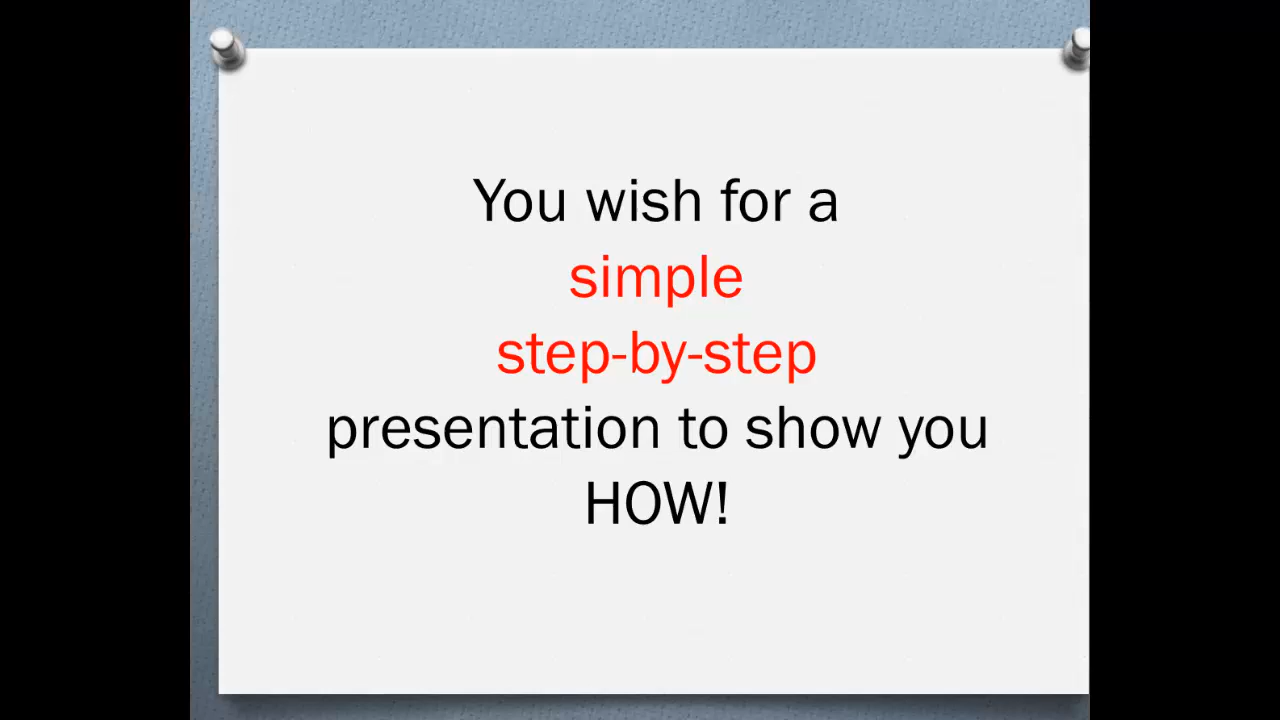 You wish for a
simple
step-by-step
presentation to show you
HOW!